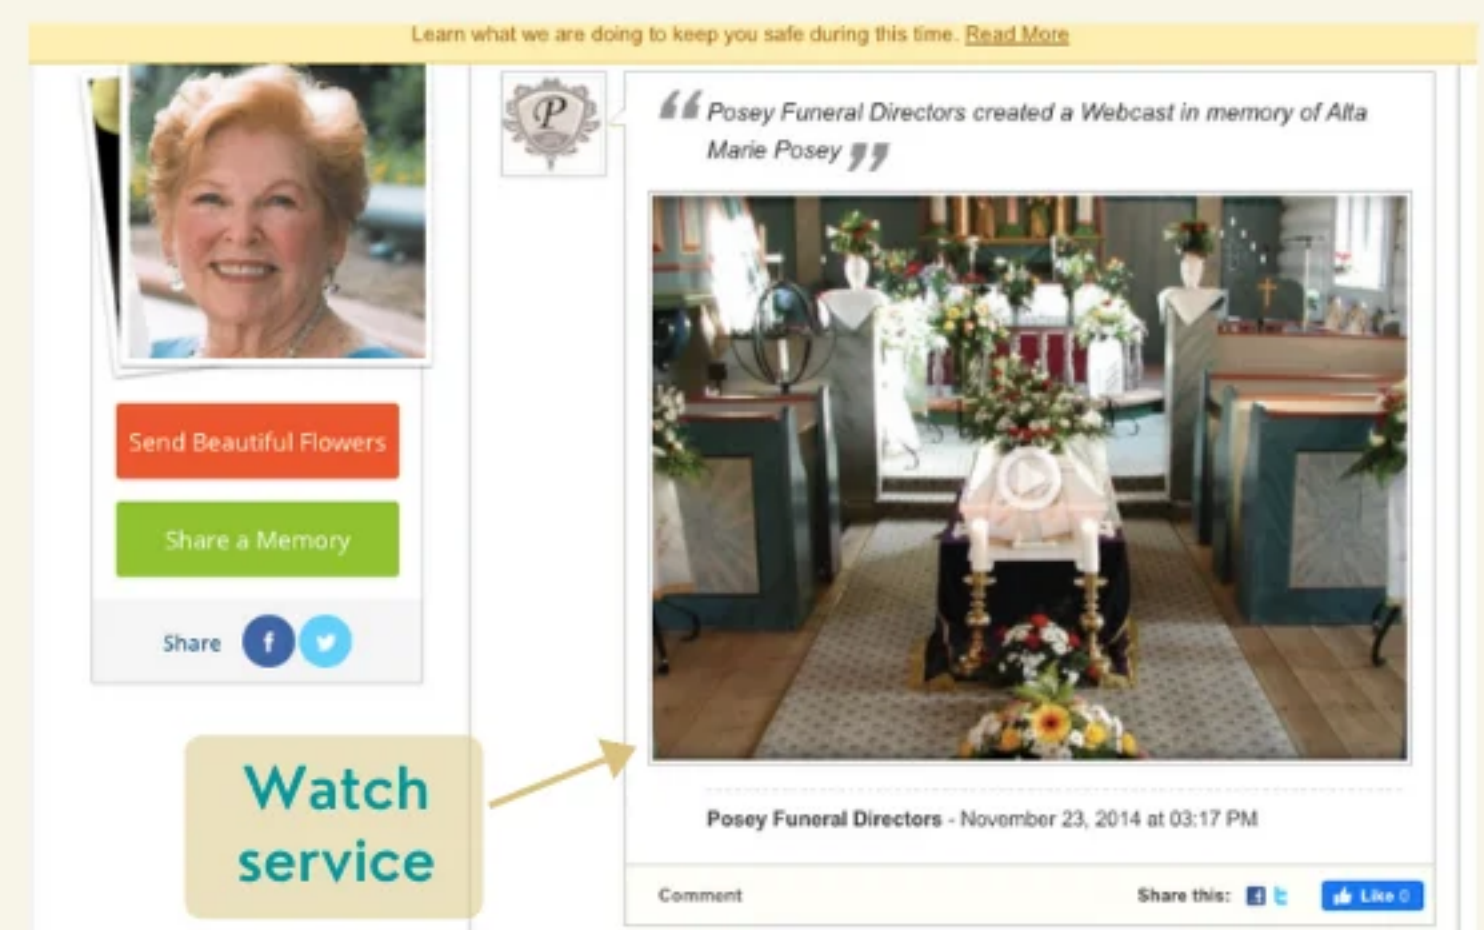 Learn what we are doing to keep you safe during this time. Read More
P
“ Posey Funeral Directors created a Webcast in memory of Alta
Marie Posey ”
Send Beautiful Flowers
Share a Memory
Share f
Watch
service
Posey Funeral Directors - November 23, 2014 at 03:17 PM
Comment
Share this: f t
Like 0